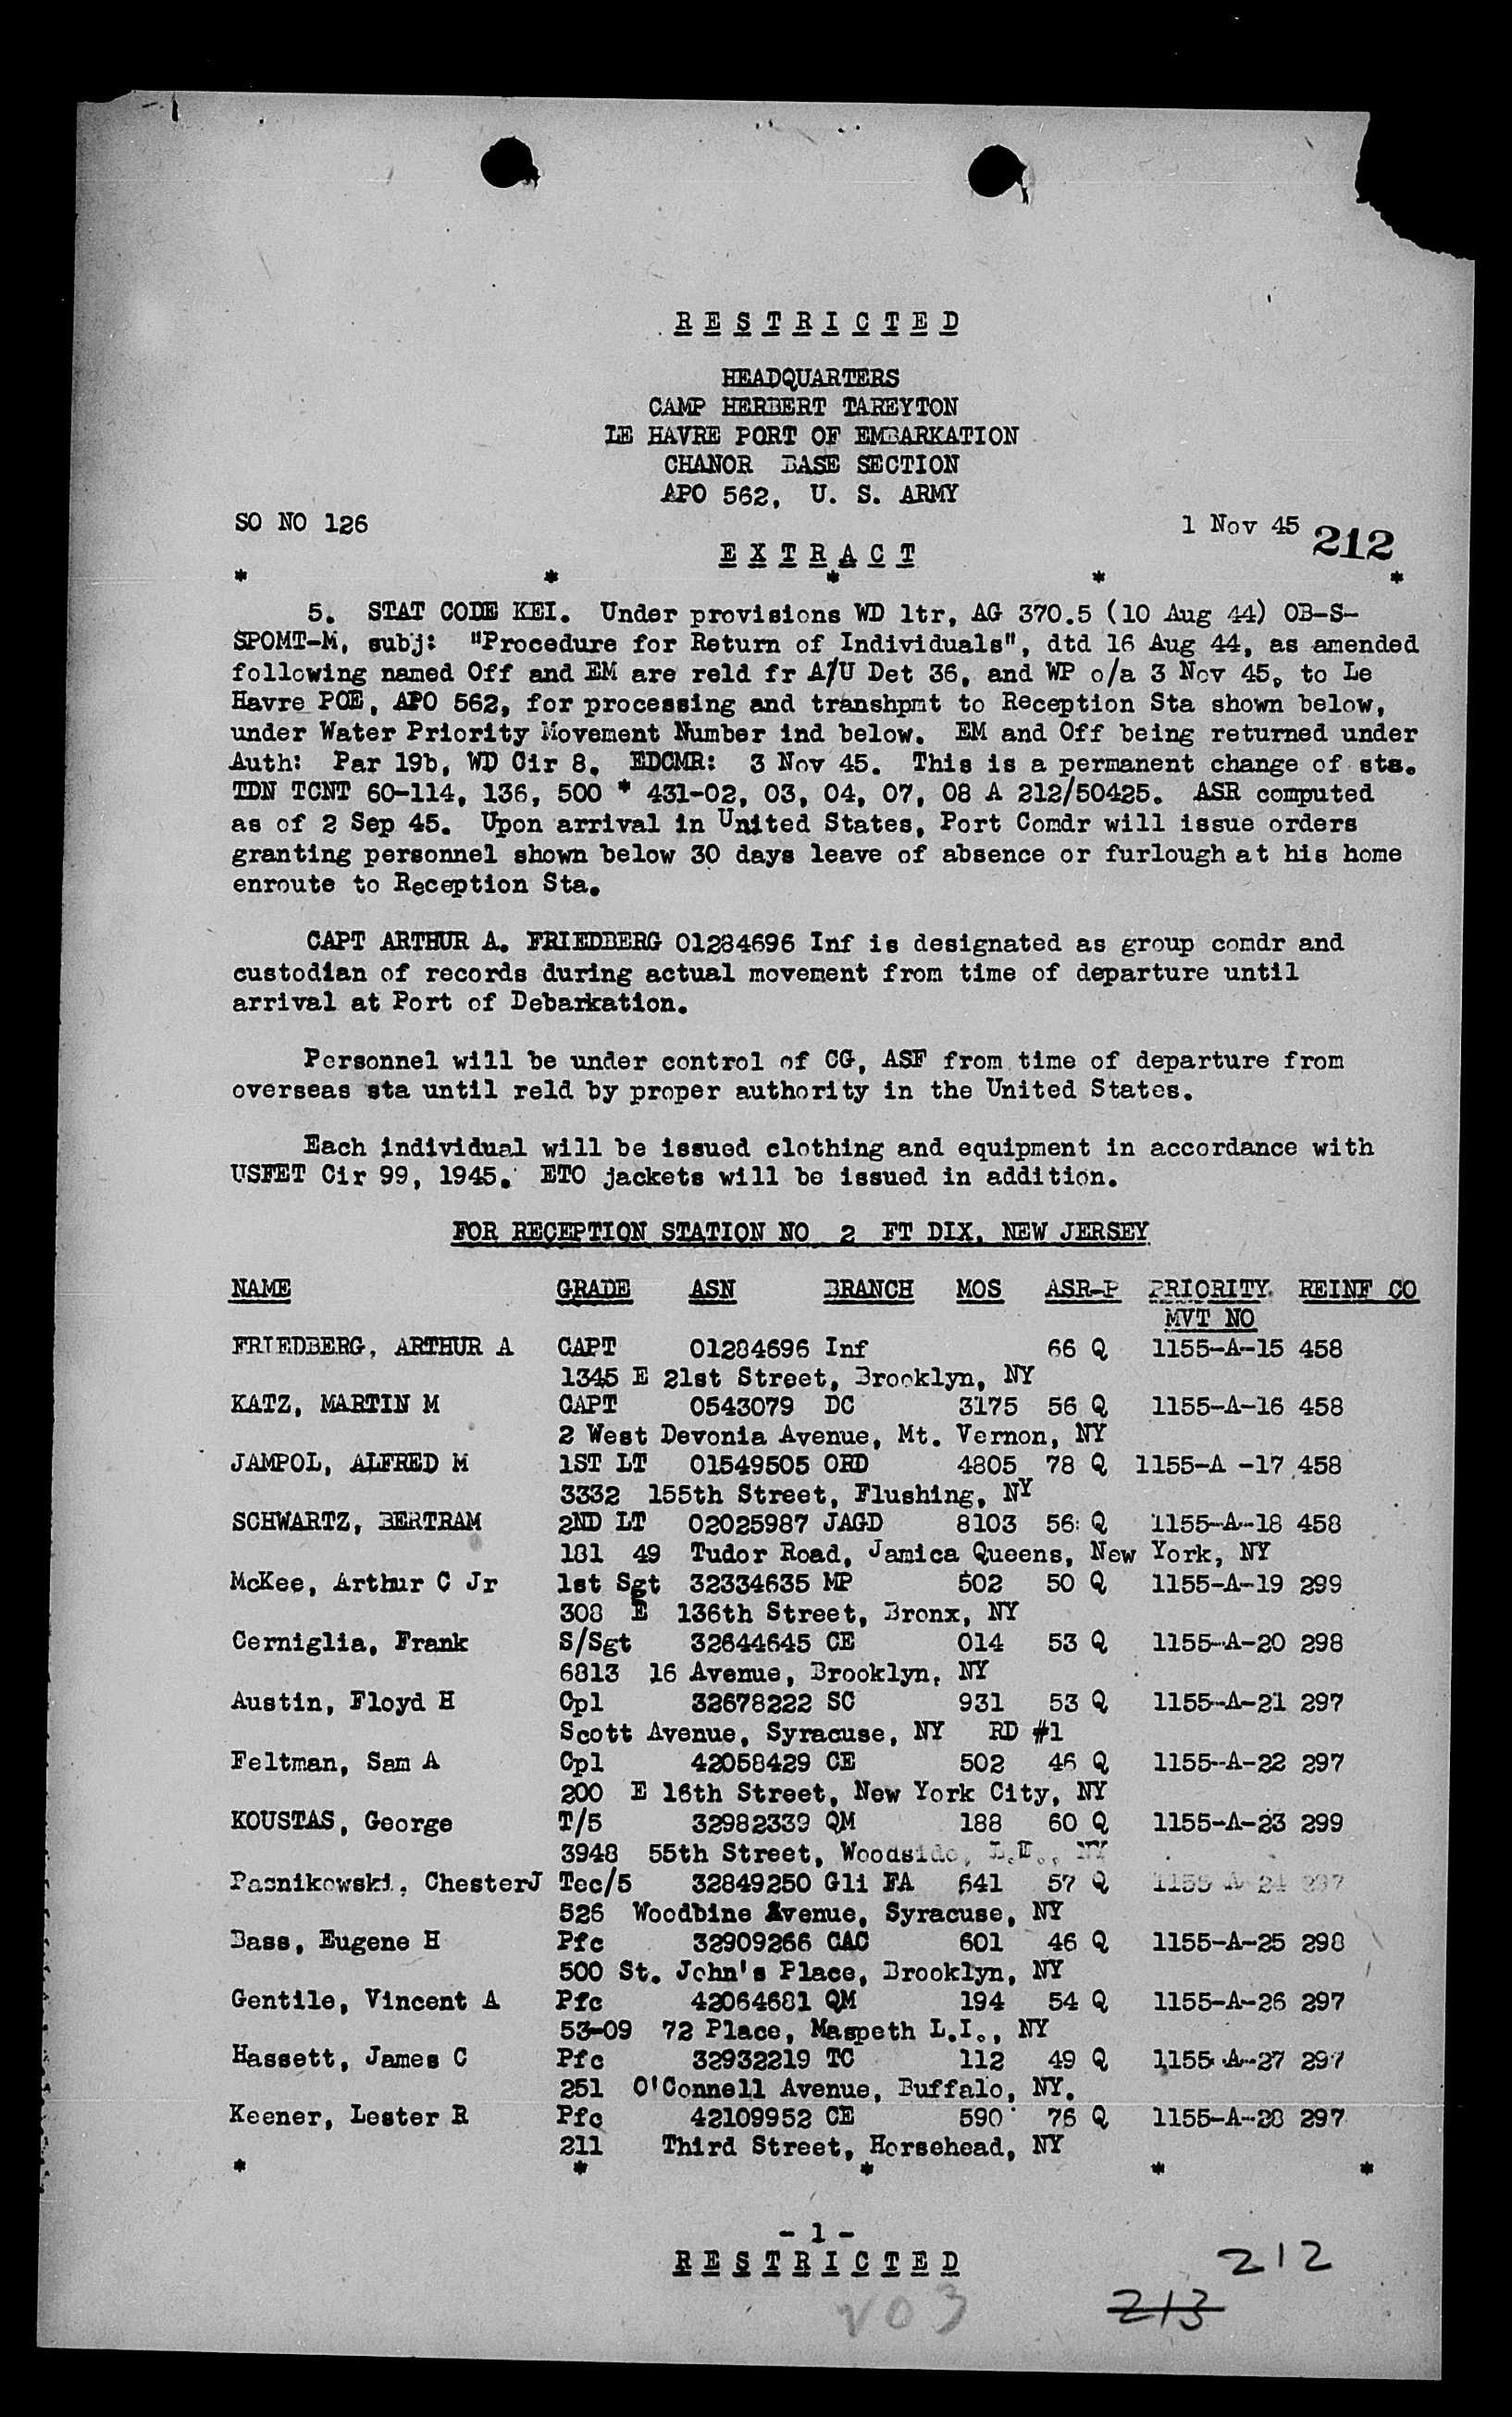 R E S T R I C T E D
HEADQUARTERS
CAMP HERBERT TAREYTON
LE HAVRE PORT OF EMBARKATION
CHANOR BASE SECTION
APO 562, U. S. ARMY
SO NO 126 1 Nov 45 212
E X T R A C T
* * * * *
5. STAT CODE KEI. Under provisions WD ltr, AG 370.5 (10 Aug 44) OB-S-
SPOMT-M, subj: "Procedure for Return of Individuals", dtd 16 Aug 44, as amended
following named Off and EM are reld fr A/U Det 36, and WP o/a 3 Nov 45, to Le
Havre POE, APO 562, for processing and transhpmt to Reception Sta shown below,
under Water Priority Movement Number ind below. EM and Off being returned under
Auth: Par 19b, WD Cir 8. EDCMR: 3 Nov 45. This is a permanent change of sta.
TDN TCNT 60-114, 136, 500 * 431-02, 03, 04, 07, 08 A 212/50425. ASR computed
as of 2 Sep 45. Upon arrival in United States, Port Comdr will issue orders
granting personnel shown below 30 days leave of absence or furlough at his home
enroute to Reception Sta.
CAPT ARTHUR A. FRIEDBERG 01284696 Inf is designated as group comdr and
custodian of records during actual movement from time of departure until
arrival at Port of Debarkation.
Personnel will be under control of CG, ASF from time of departure from
overseas sta until reld by proper authority in the United States.
Each individual will be issued clothing and equipment in accordance with
USFET Cir 99, 1945. ETO jackets will be issued in addition.
FOR RECEPTION STATION NO 2 FT DIX, NEW JERSEY
NAME GRADE ASN BRANCH MOS ASR-P PRIORITY REINF CO
MVT NO
FRIEDBERG, ARTHUR A CAPT 01284696 Inf 66 Q 1155-A-15 458
1345 E 21st Street, Brooklyn, NY
KATZ, MARTIN M CAPT 0543079 DC 3175 56 Q 1155-A-16 458
2 West Devonia Avenue, Mt. Vernon, NY
JAMPOL, ALFRED M 1ST LT 01549505 ORD 4805 78 Q 1155-A -17 458
3332 155th Street, Flushing, NY
SCHWARTZ, BERTRAM 2ND LT 02025987 JAGD 8103 56 Q 1155-A-18 458
181 49 Tudor Road, Jamica Queens, New York, NY
McKee, Arthur C Jr 1st Sgt 32334635 MP 502 50 Q 1155-A-19 299
308 E 136th Street, Bronx, NY
Cerniglia, Frank S/Sgt 32644645 CE 014 53 Q 1155-A-20 298
6813 16 Avenue, Brooklyn, NY
Austin, Floyd H Cpl 32678222 SC 931 53 Q 1155-A-21 297
Scott Avenue, Syracuse, NY RD #1
Feltman, Sam A Cpl 42058429 CE 502 46 Q 1155-A-22 297
200 E 16th Street, New York City, NY
KOUSTAS, George T/5 32982339 QM 188 60 Q 1155-A-23 299
3948 55th Street, Woodside, L.I., NY
Pasnikowski, ChesterJ Tec/5 32849250 Gli FA 641 57 Q 1155-A-24 297
526 Woodbine Avenue, Syracuse, NY
Bass, Eugene H Pfc 32909266 CAC 601 46 Q 1155-A-25 298
500 St. John's Place, Brooklyn, NY
Gentile, Vincent A Pfc 42064681 QM 194 54 Q 1155-A-26 297
53-09 72 Place, Maspeth L.I., NY
Hassett, James C Pfc 32932219 TC 112 49 Q 1155-A-27 297
251 O'Connell Avenue, Buffalo, NY.
Keener, Lester R Pfc 42109952 CE 590 76 Q 1155-A-28 297
211 Third Street, Horsehead, NY
* * * * *
- 1 -
R E S T R I C T E D
212
203
213